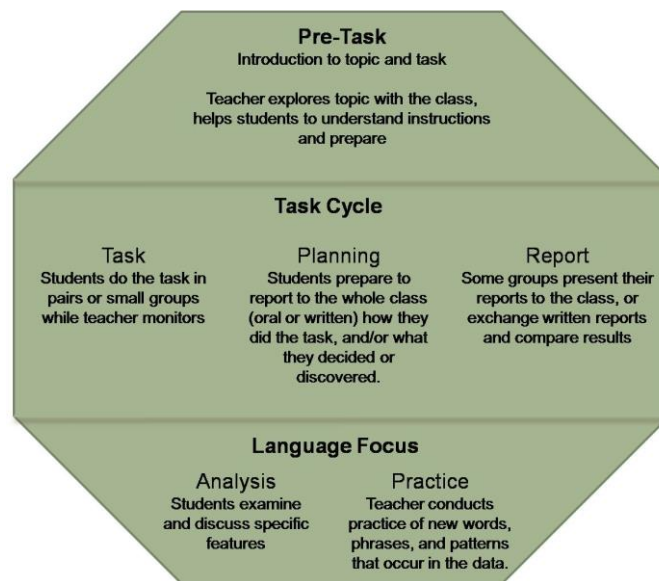 Pre-Task
Introduction to topic and task
Teacher explores topic with the class,
helps students to understand instructions
and prepare
Task Cycle
Task
Students do the task in
pairs or small groups
while teacher monitors
Planning
Students prepare to
report to the whole class
(oral or written) how they
did the task, and/or what
they decided or
discovered.
Report
Some groups present their
reports to the class, or
exchange written reports
and compare results
Language Focus
Analysis
Students examine
and discuss specific
features
Practice
Teacher conducts
practice of new words,
phrases, and patterns
that occur in the data.